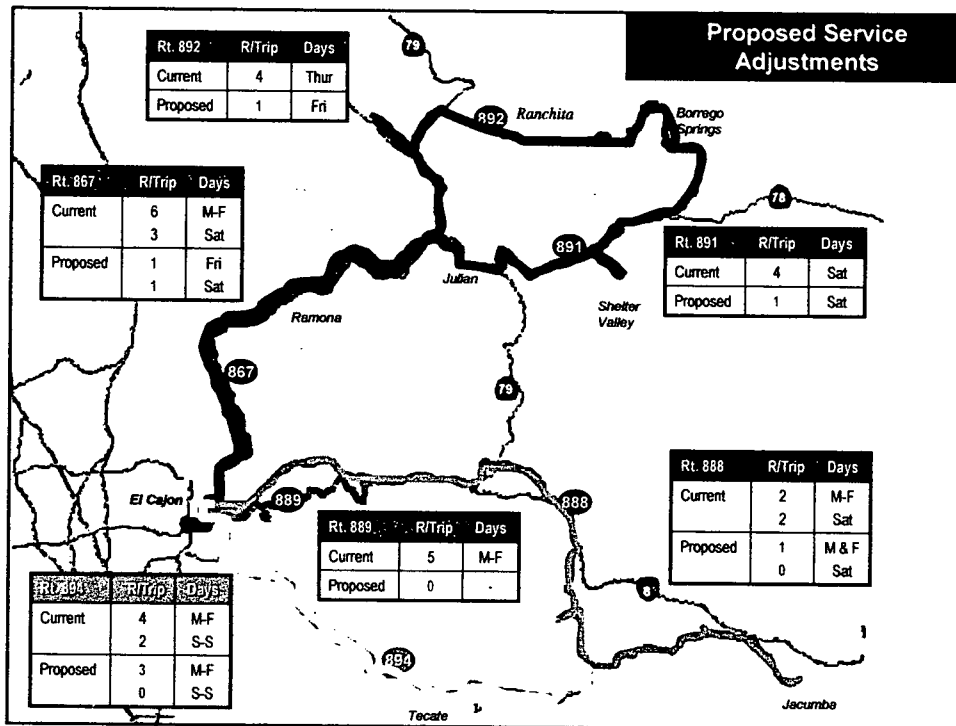 Proposed Service
Adjustments
Rt. 892 R/Trip Days
Current 4 Thur
Proposed 1 Fri
79
892
Ranchita
Borrego
Springs
Rt. 867 R/Trip Days
Current 6 M-F
3 Sat
Proposed 1 Fri
1 Sat
78
891
Rt. 891 R/Trip Days
Current 4 Sat
Proposed 1 Sat
Julian
Shelter
Valley
Ramona
867
79
Rt. 888 R/Trip Days
Current 2 M-F
2 Sat
Proposed 1 M & F
0 Sat
El Cajon
889
888
Rt. 889 R/Trip Days
Current 5 M-F
Proposed 0 -
8
Rt. 894 R/Trip Days
Current 4 M-F
2 S-S
Proposed 3 M-F
0 S-S
894
Tecate
Jacumba